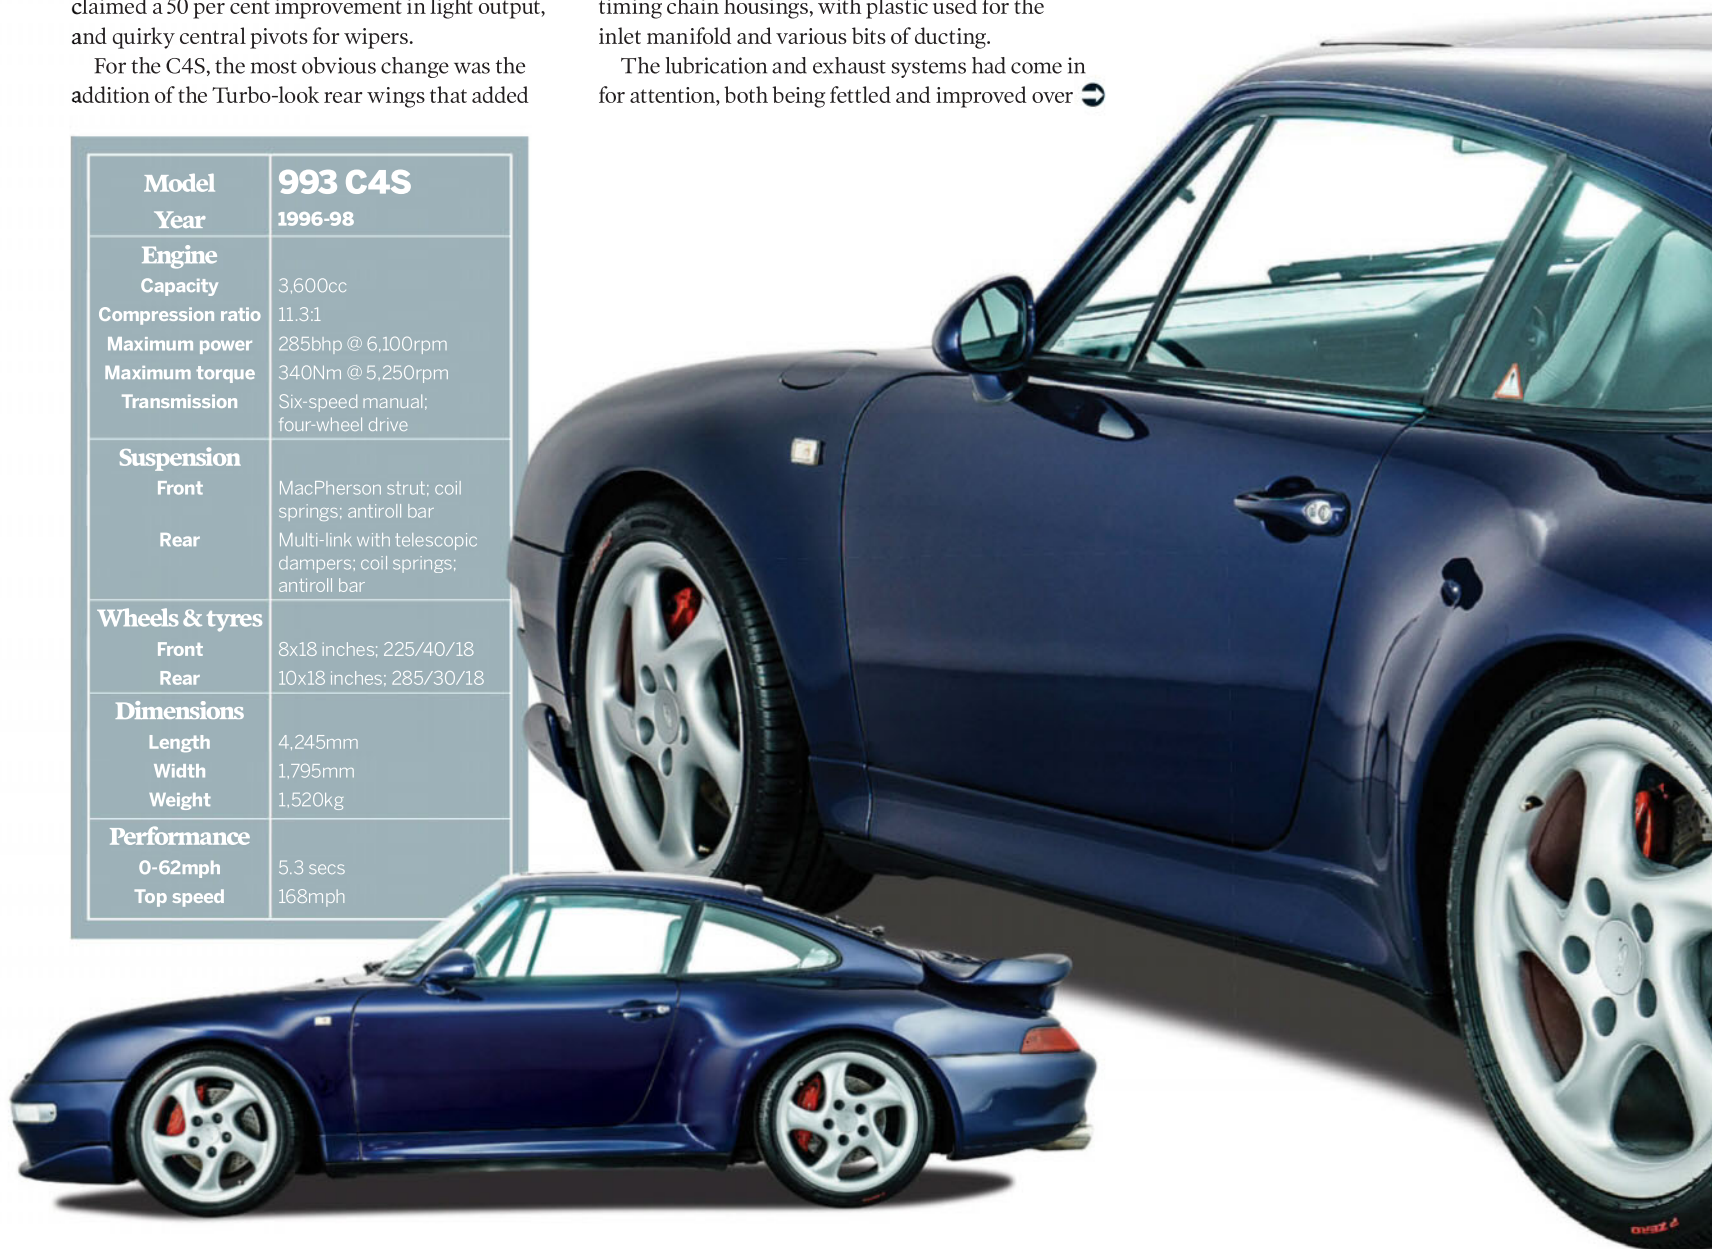 claimed a 50 per cent improvement in light output,
and quirky central pivots for wipers.
For the C4S, the most obvious change was the
addition of the Turbo-look rear wings that added
timing chain housings, with plastic used for the
inlet manifold and various bits of ducting.
The lubrication and exhaust systems had come in
for attention, both being fettled and improved over
Model 993 C4S
Year 1996-98
Engine
Capacity 3,600cc
Compression ratio 11.3:1
Maximum power 285bhp @ 6,100rpm
Maximum torque 340Nm @ 5,250rpm
Transmission Six-speed manual;
four-wheel drive
Suspension
Front MacPherson strut; coil
springs; antiroll bar
Rear Multi-link with telescopic
dampers; coil springs;
antiroll bar
Wheels & tyres
Front 8x18 inches; 225/40/18
Rear 10x18 inches; 285/30/18
Dimensions
Length 4,245mm
Width 1,795mm
Weight 1,520kg
Performance
0-62mph 5.3 secs
Top speed 168mph
P ZERO